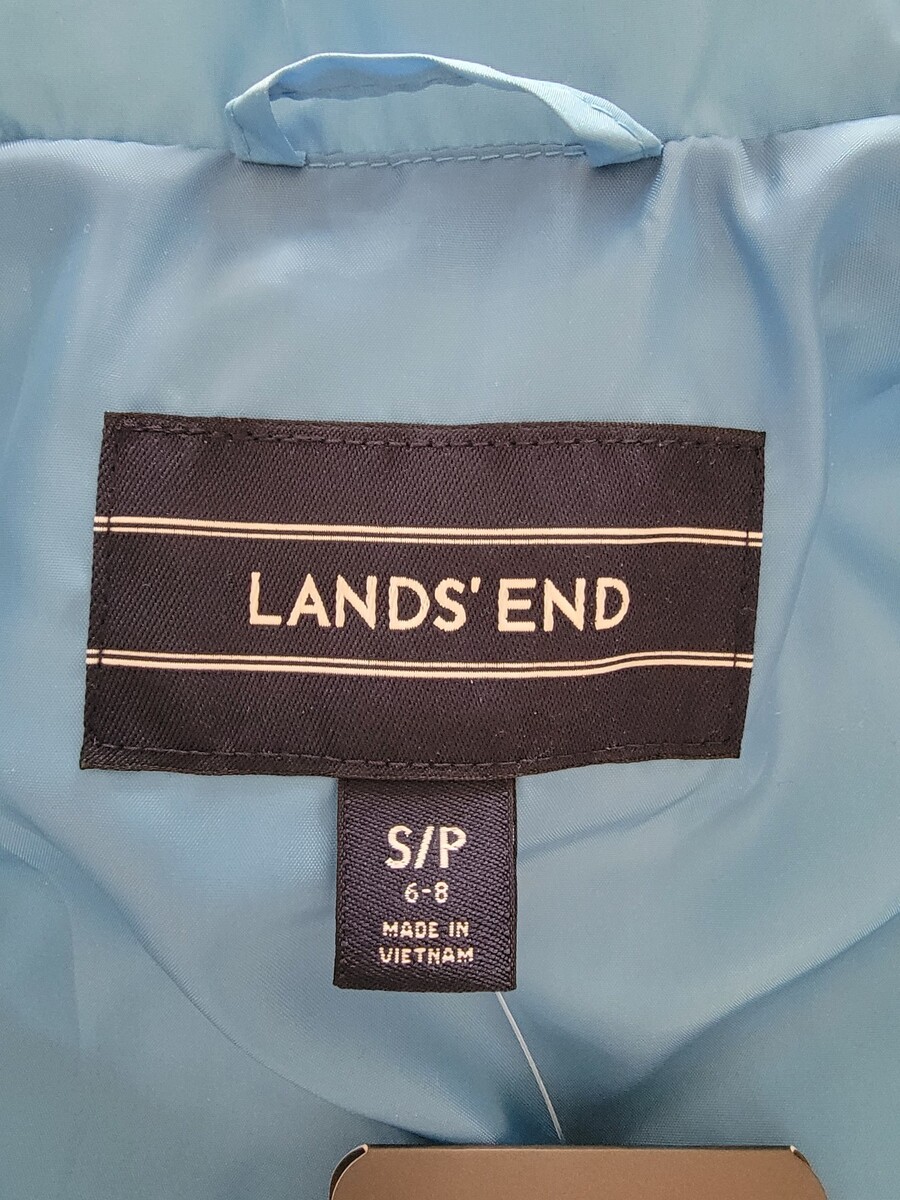 LANDS' END
S/P
6-8
MADE IN
VIETNAM